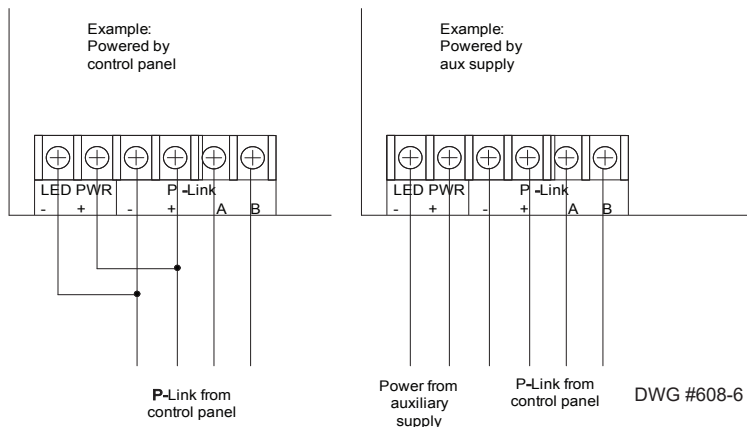 Example:
Powered by
control panel
LED PWR P -Link
- + - + A B
P-Link from
control panel
Example:
Powered by
aux supply
LED PWR P -Link
- + - + A B
Power from
auxiliary
supply
P-Link from
control panel
DWG #608-6